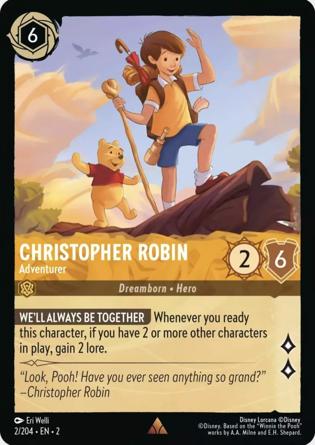 6
CHRISTOPHER ROBIN
Adventurer
2
6
Dreamborn • Hero
WE'LL ALWAYS BE TOGETHER Whenever you ready
this character, if you have 2 or more other characters
in play, gain 2 lore.
“Look, Pooh! Have you ever seen anything so grand?”
–Christopher Robin
Eri Welli
2/204 • EN • 2
Disney Lorcana ©Disney
©Disney. Based on the "Winnie the Pooh"
works by A.A. Milne and E.H. Shepard.